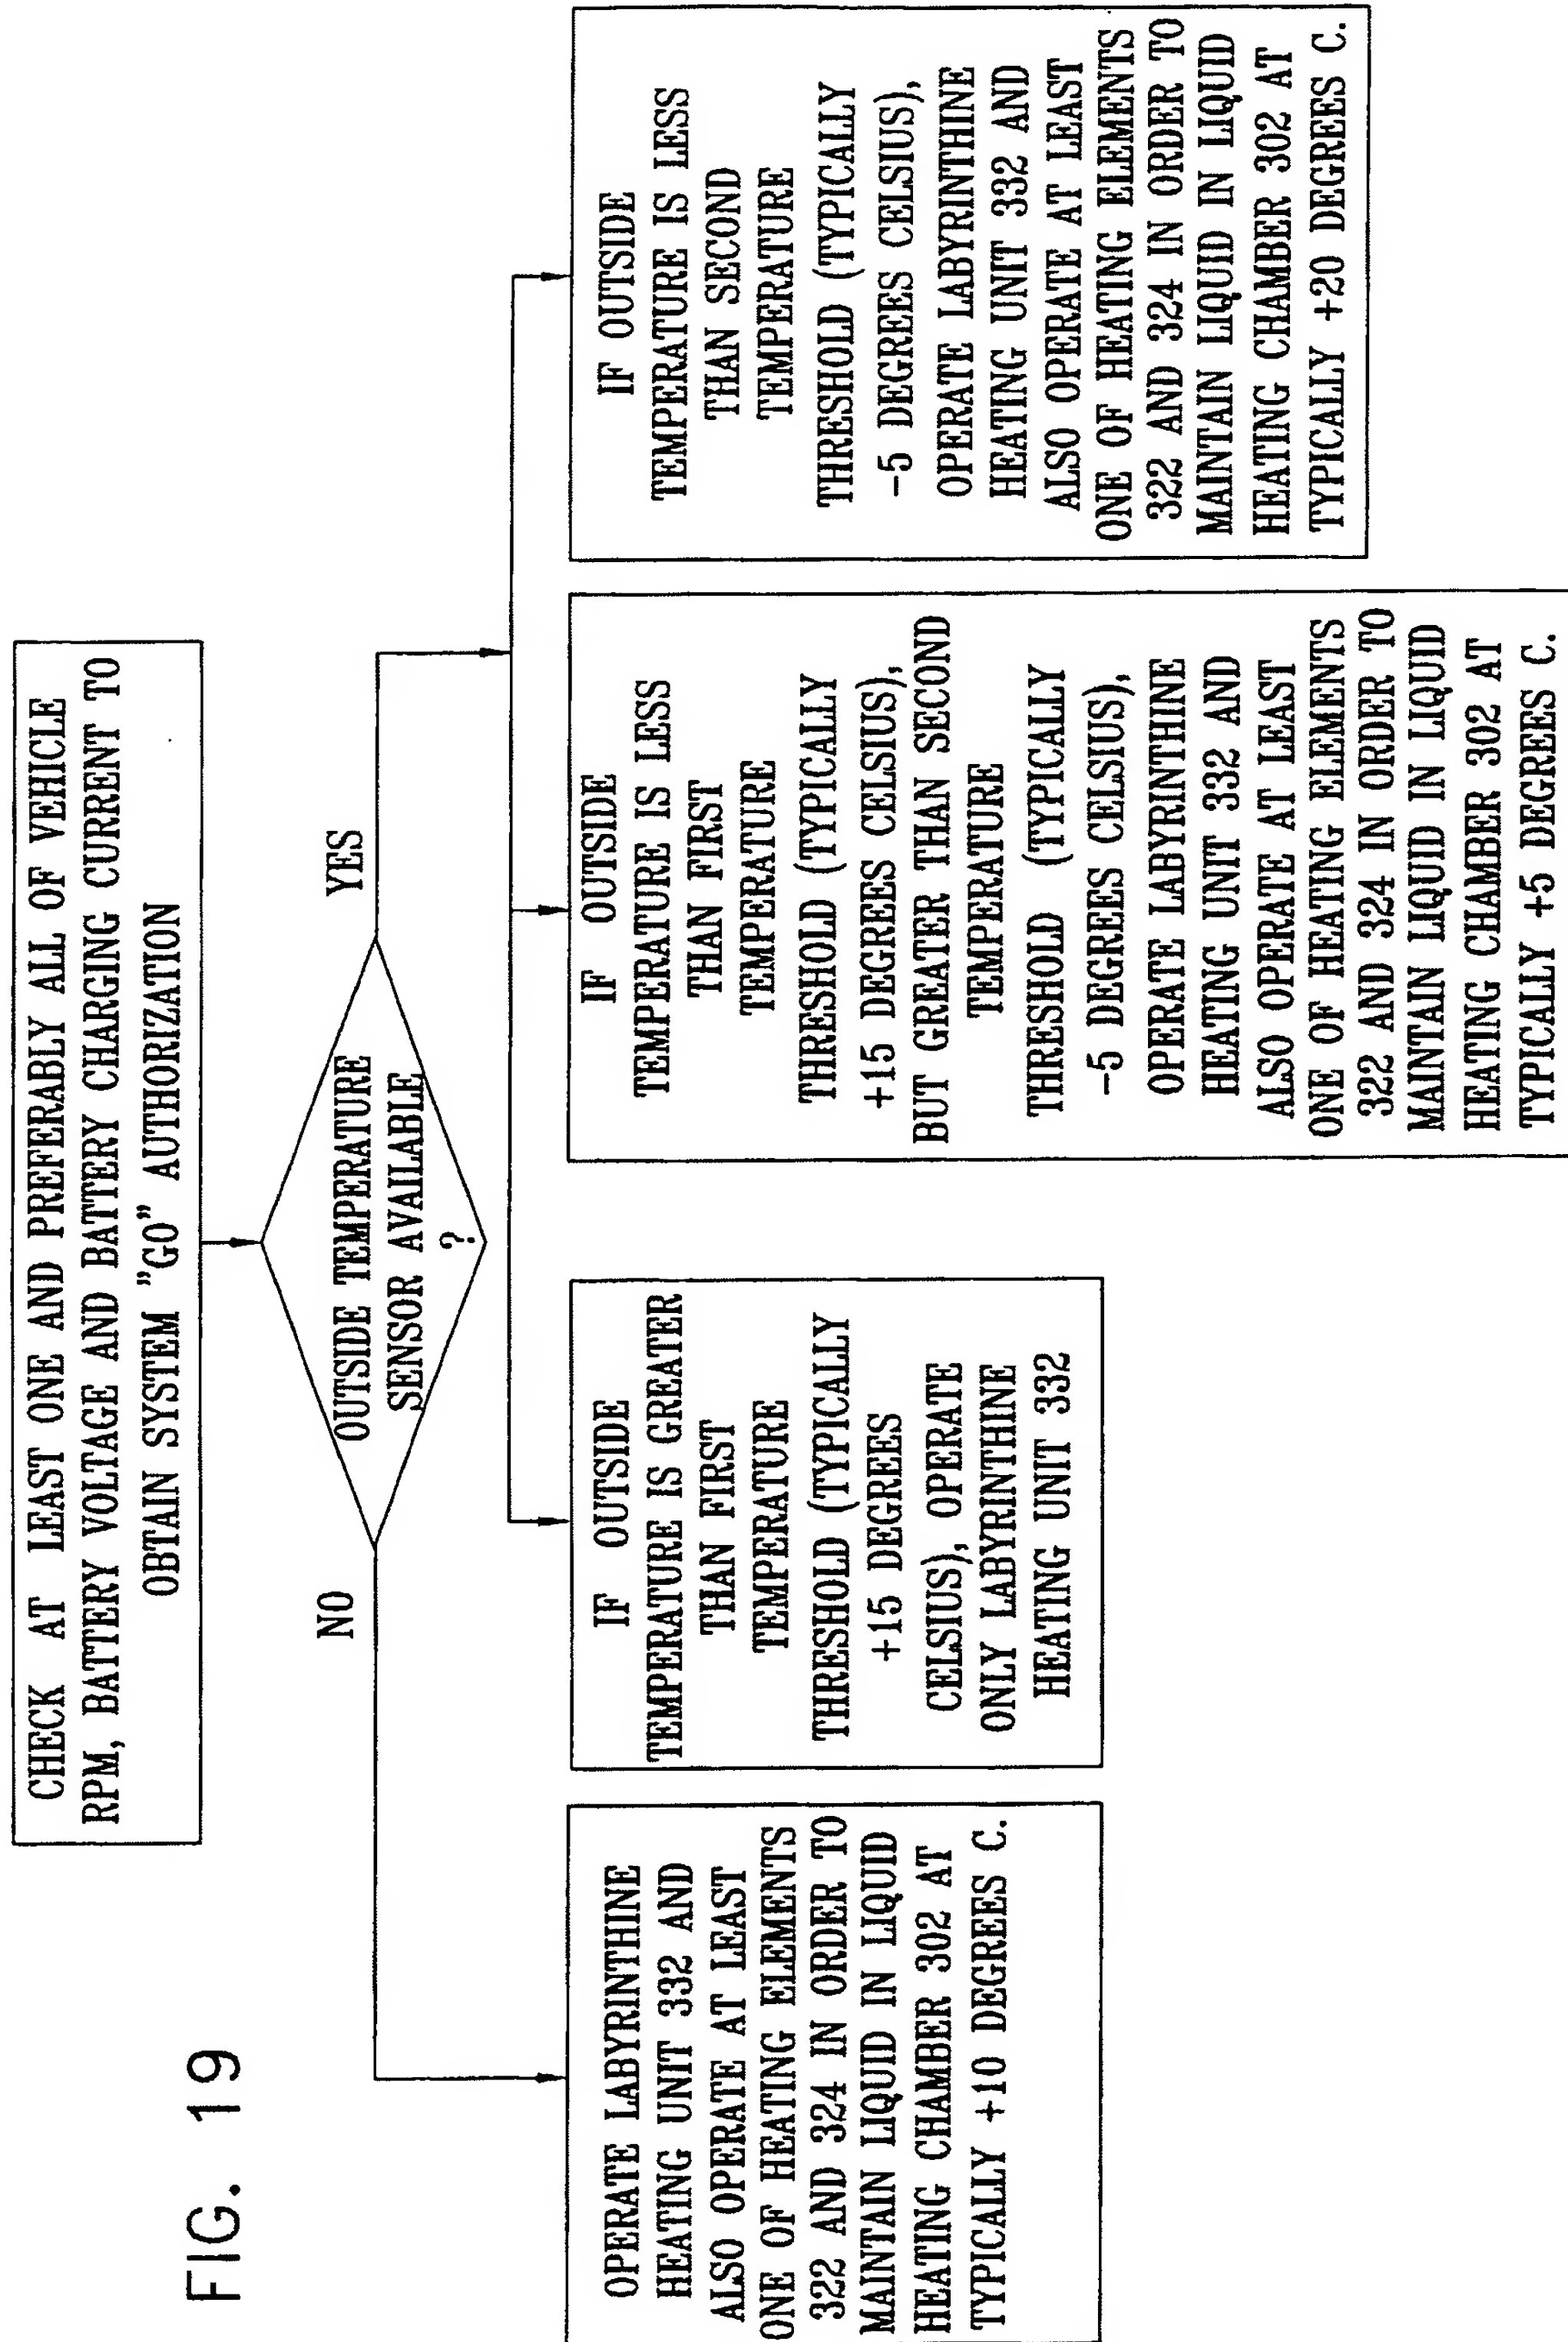 FIG. 19
CHECK AT LEAST ONE AND PREFERABLY ALL OF VEHICLE
RPM, BATTERY VOLTAGE AND BATTERY CHARGING CURRENT TO
OBTAIN SYSTEM "GO" AUTHORIZATION
OUTSIDE TEMPERATURE
SENSOR AVAILABLE
?
NO
YES
OPERATE LABYRINTHINE
HEATING UNIT 332 AND
ALSO OPERATE AT LEAST
ONE OF HEATING ELEMENTS
322 AND 324 IN ORDER TO
MAINTAIN LIQUID IN LIQUID
HEATING CHAMBER 302 AT
TYPICALLY +10 DEGREES C.
IF OUTSIDE
TEMPERATURE IS GREATER
THAN FIRST
TEMPERATURE
THRESHOLD (TYPICALLY
+15 DEGREES
CELSIUS), OPERATE
ONLY LABYRINTHINE
HEATING UNIT 332
IF OUTSIDE
TEMPERATURE IS LESS
THAN FIRST
TEMPERATURE
THRESHOLD (TYPICALLY
+15 DEGREES CELSIUS),
BUT GREATER THAN SECOND
TEMPERATURE
THRESHOLD (TYPICALLY
-5 DEGREES CELSIUS),
OPERATE LABYRINTHINE
HEATING UNIT 332 AND
ALSO OPERATE AT LEAST
ONE OF HEATING ELEMENTS
322 AND 324 IN ORDER TO
MAINTAIN LIQUID IN LIQUID
HEATING CHAMBER 302 AT
TYPICALLY +5 DEGREES C.
IF OUTSIDE
TEMPERATURE IS LESS
THAN SECOND
TEMPERATURE
THRESHOLD (TYPICALLY
-5 DEGREES CELSIUS),
OPERATE LABYRINTHINE
HEATING UNIT 332 AND
ALSO OPERATE AT LEAST
ONE OF HEATING ELEMENTS
322 AND 324 IN ORDER TO
MAINTAIN LIQUID IN LIQUID
HEATING CHAMBER 302 AT
TYPICALLY +20 DEGREES C.